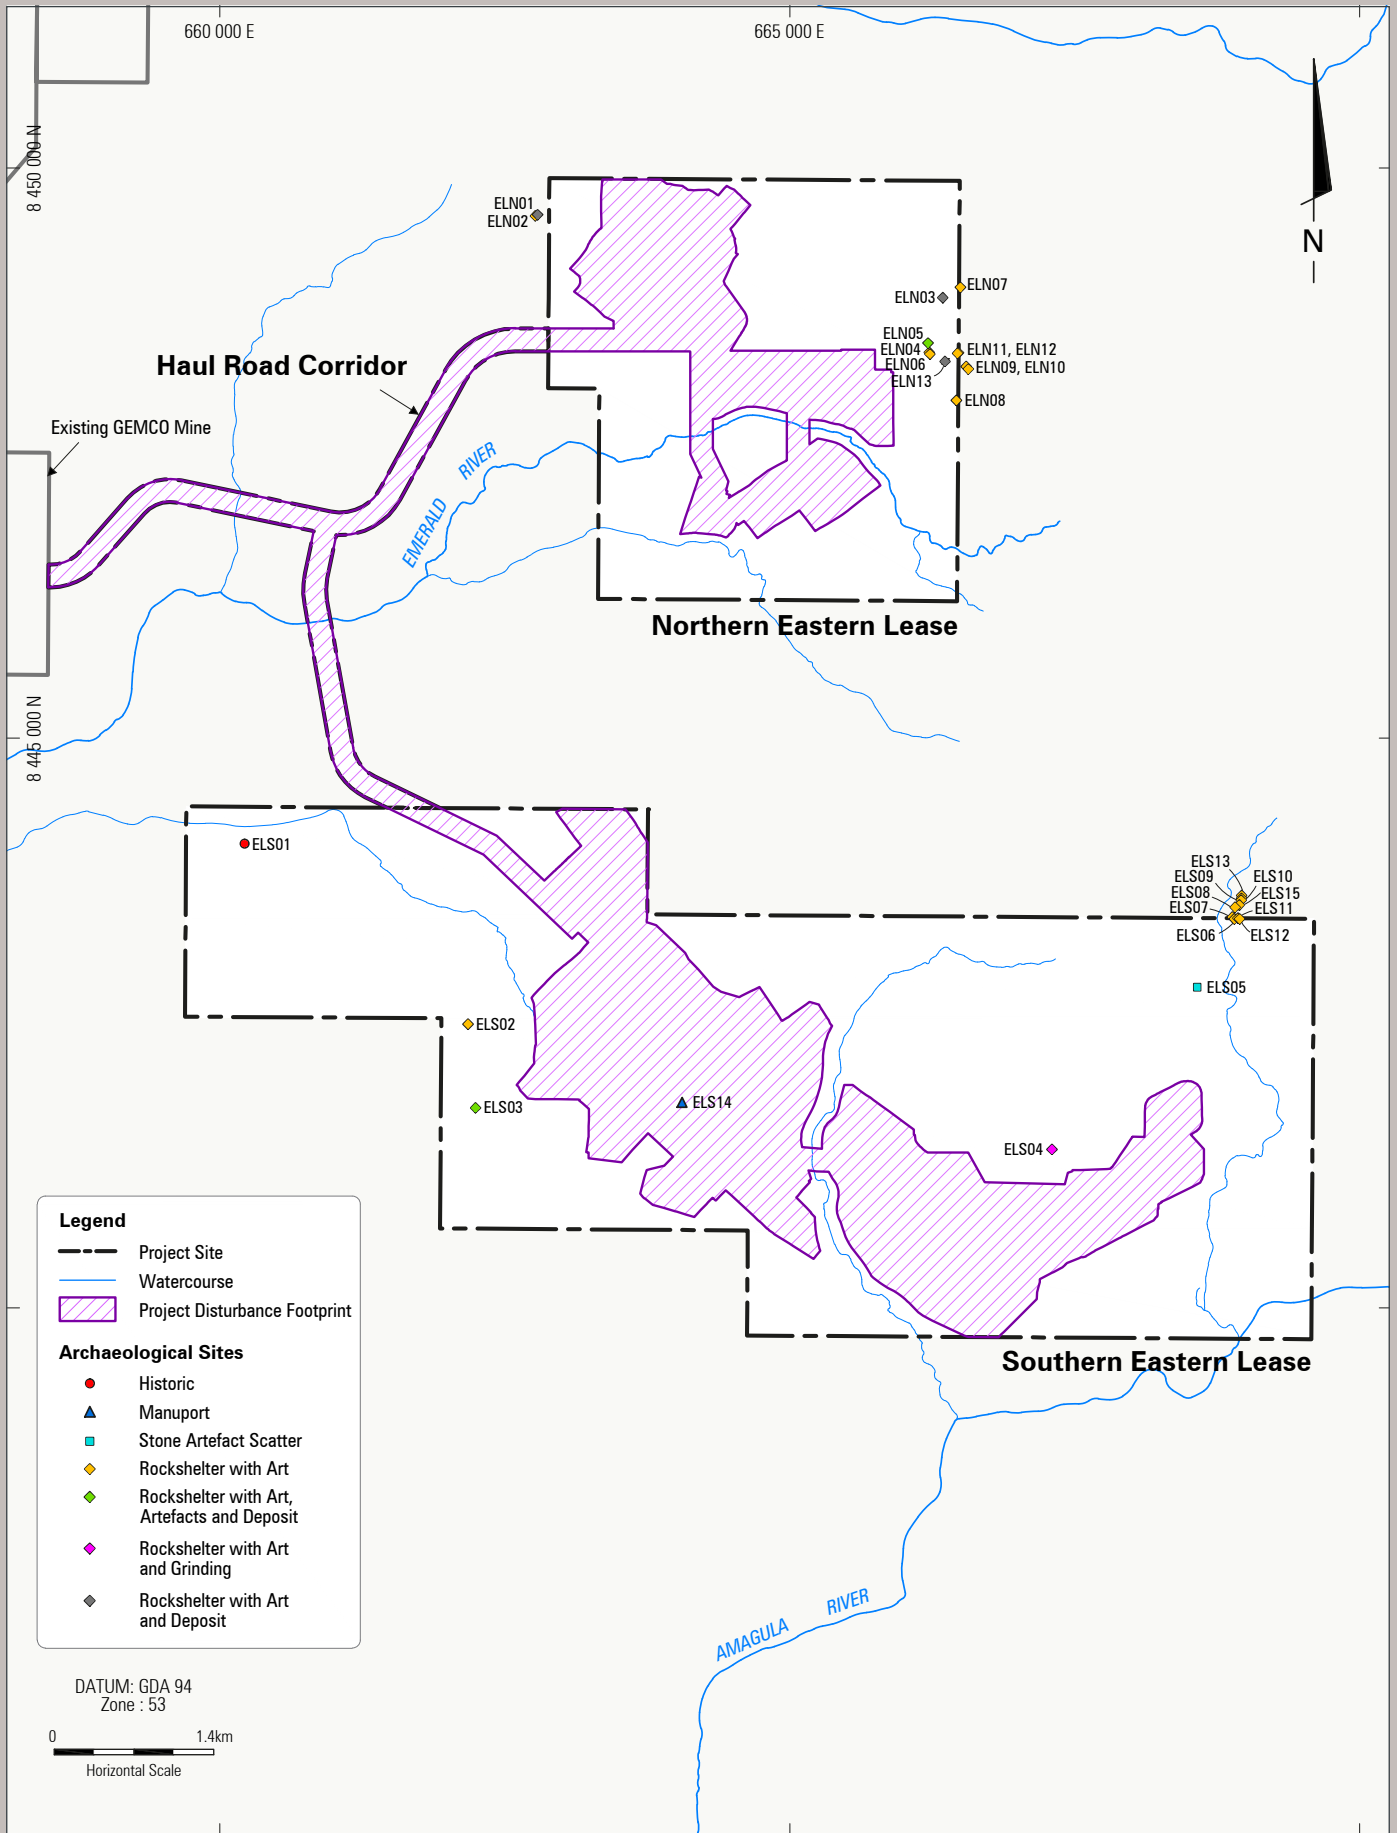 660 000 E
665 000 E
8 450 000 N
N
ELN01
ELN02
ELN07
ELN03
ELN05
ELN04
ELN11, ELN12
ELN06
ELN09, ELN10
ELN13
ELN08
Haul Road Corridor
Existing GEMCO Mine
EMERALD RIVER
Northern Eastern Lease
8 445 000 N
ELS01
ELS13
ELS09
ELS10
ELS08
ELS15
ELS07
ELS11
ELS06
ELS12
ELS05
ELS02
ELS03
ELS14
ELS04
Southern Eastern Lease
Legend
Project Site
Watercourse
Project Disturbance Footprint
Archaeological Sites
Historic
Manuport
Stone Artefact Scatter
Rockshelter with Art
Rockshelter with Art,
Artefacts and Deposit
Rockshelter with Art
and Grinding
Rockshelter with Art
and Deposit
AMAGULA RIVER
DATUM: GDA 94
Zone : 53
0 1.4km
Horizontal Scale